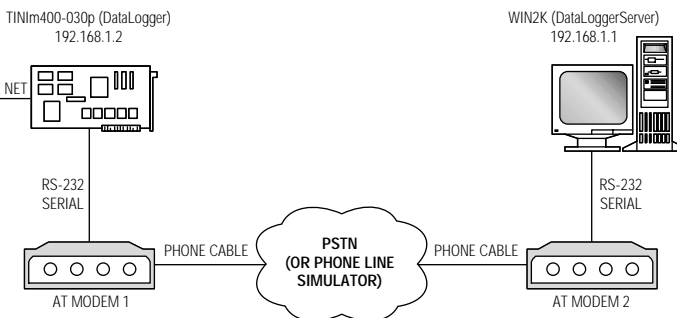 TINIm400-030p (DataLogger)
192.168.1.2
WIN2K (DataLoggerServer)
192.168.1.1
NET
RS-232
SERIAL
RS-232
SERIAL
PHONE CABLE
PSTN
(OR PHONE LINE
SIMULATOR)
PHONE CABLE
AT MODEM 1
AT MODEM 2